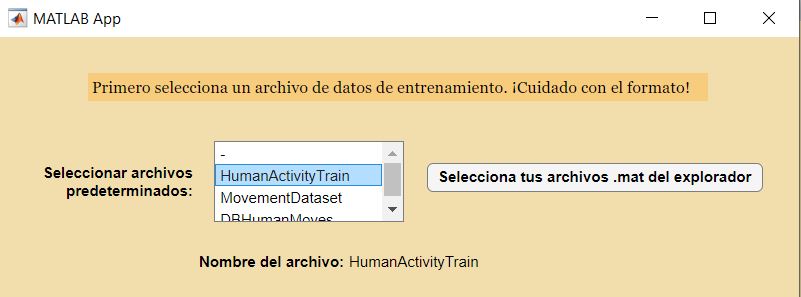 MATLAB App
Primero selecciona un archivo de datos de entrenamiento. ¡Cuidado con el formato!
Seleccionar archivos
predeterminados:
-
HumanActivityTrain
MovementDataset
DBHumanMoves
Selecciona tus archivos .mat del explorador
Nombre del archivo: HumanActivityTrain